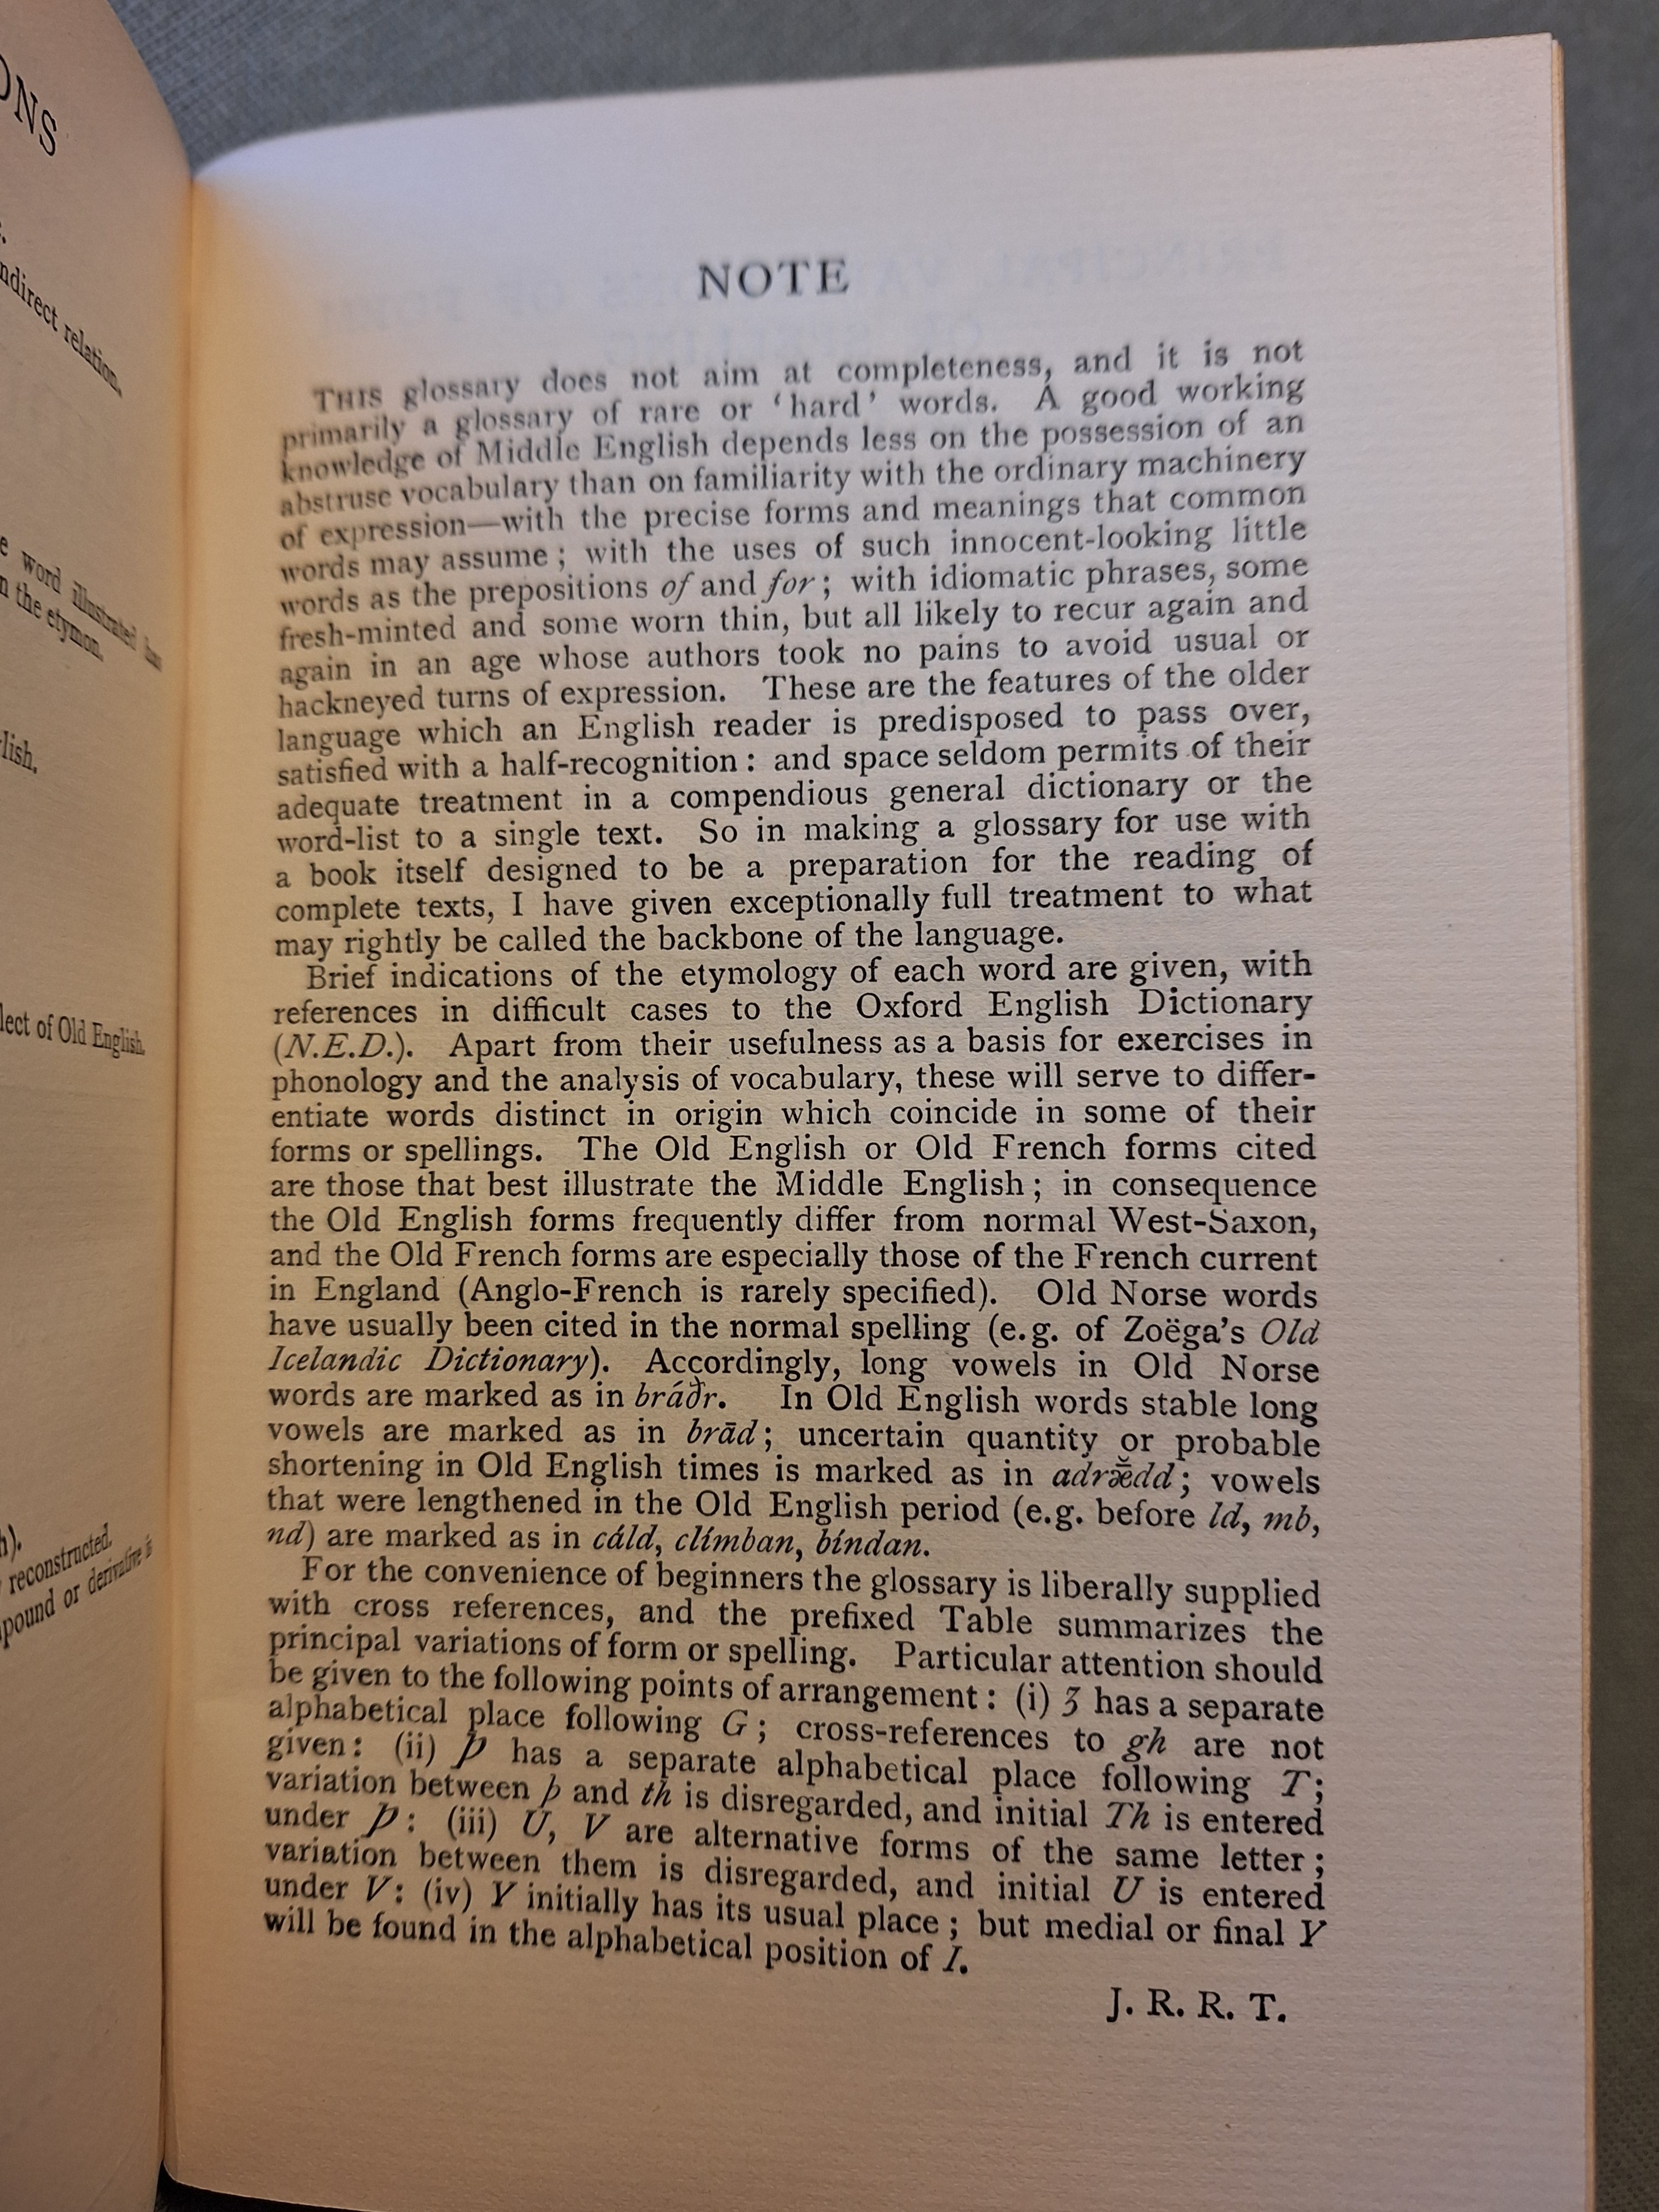 ONS
indirect relation.
word illustrated
n the etymon.
lish.
lect of Old English.
h).
reconstructed.
pound or derivative is
NOTE
THIS glossary does not aim at completeness, and it is not
primarily a glossary of rare or ‘hard’ words. A good working
knowledge of Middle English depends less on the possession of an
abstruse vocabulary than on familiarity with the ordinary machinery
of expression—with the precise forms and meanings that common
words may assume; with the uses of such innocent-looking little
words as the prepositions of and for; with idiomatic phrases, some
fresh-minted and some worn thin, but all likely to recur again and
again in an age whose authors took no pains to avoid usual or
hackneyed turns of expression. These are the features of the older
language which an English reader is predisposed to pass over,
satisfied with a half-recognition: and space seldom permits of their
adequate treatment in a compendious general dictionary or the
word-list to a single text. So in making a glossary for use with
a book itself designed to be a preparation for the reading of
complete texts, I have given exceptionally full treatment to what
may rightly be called the backbone of the language.
Brief indications of the etymology of each word are given, with
references in difficult cases to the Oxford English Dictionary
(N.E.D.). Apart from their usefulness as a basis for exercises in
phonology and the analysis of vocabulary, these will serve to differ-
entiate words distinct in origin which coincide in some of their
forms or spellings. The Old English or Old French forms cited
are those that best illustrate the Middle English; in consequence
the Old English forms frequently differ from normal West-Saxon,
and the Old French forms are especially those of the French current
in England (Anglo-French is rarely specified). Old Norse words
have usually been cited in the normal spelling (e.g. of Zoëga’s Old
Icelandic Dictionary). Accordingly, long vowels in Old Norse
words are marked as in bráðr. In Old English words stable long
vowels are marked as in brād; uncertain quantity or probable
shortening in Old English times is marked as in adrǣ̆dd; vowels
that were lengthened in the Old English period (e.g. before ld, mb,
nd) are marked as in cáld, clímban, bíndan.
For the convenience of beginners the glossary is liberally supplied
with cross references, and the prefixed Table summarizes the
principal variations of form or spelling. Particular attention should
be given to the following points of arrangement: (i) ȝ has a separate
alphabetical place following G; cross-references to gh are not
given: (ii) Þ has a separate alphabetical place following T;
variation between þ and th is disregarded, and initial Th is entered
under Þ: (iii) U, V are alternative forms of the same letter;
variation between them is disregarded, and initial U is entered
under V: (iv) Y initially has its usual place; but medial or final Y
will be found in the alphabetical position of I.
J. R. R. T.